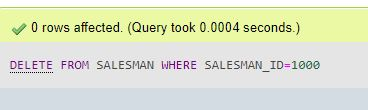 0 rows affected. (Query took 0.0004 seconds.)
DELETE FROM SALESMAN WHERE SALESMAN_ID=1000